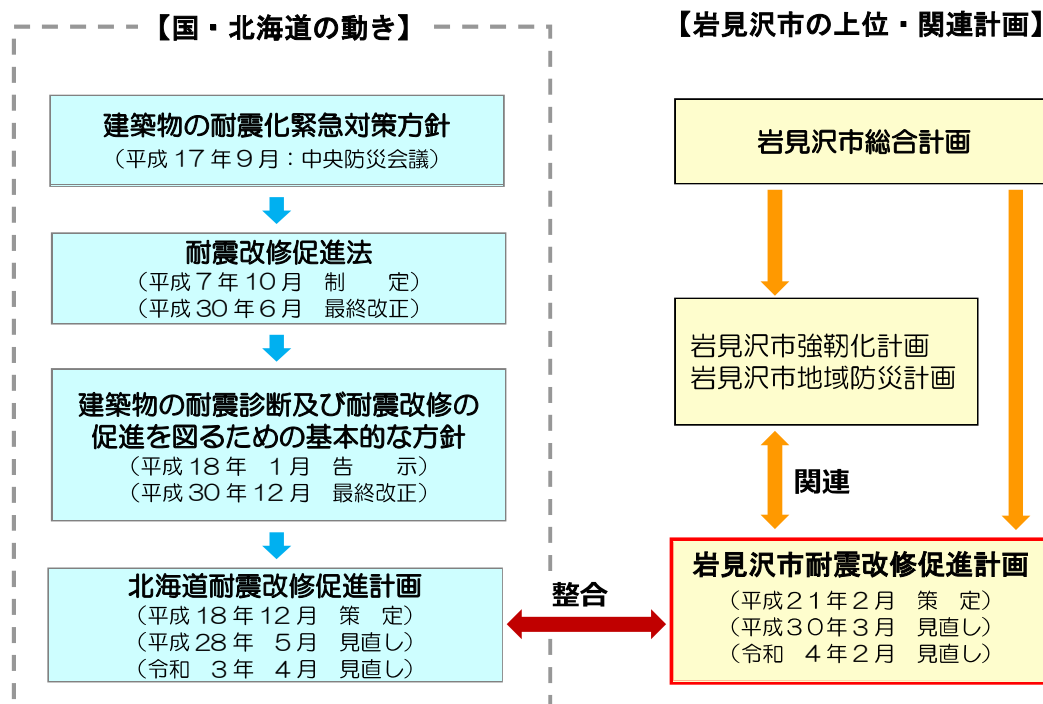 【国・北海道の動き】
建築物の耐震化緊急対策方針
（平成17年9月：中央防災会議）
耐震改修促進法
（平成7年10月　制　　定）
（平成30年6月　最終改正）
建築物の耐震診断及び耐震改修の
促進を図るための基本的な方針
（平成18年　1月　告　　示）
（平成30年12月　最終改正）
北海道耐震改修促進計画
（平成18年12月　策　定）
（平成28年　5月　見直し）
（令和　3年　4月　見直し）
整合
【岩見沢市の上位・関連計画】
岩見沢市総合計画
岩見沢市強靭化計画
岩見沢市地域防災計画
関連
岩見沢市耐震改修促進計画
（平成21年2月　策　定）
（平成30年3月　見直し）
（令和　4年2月　見直し）